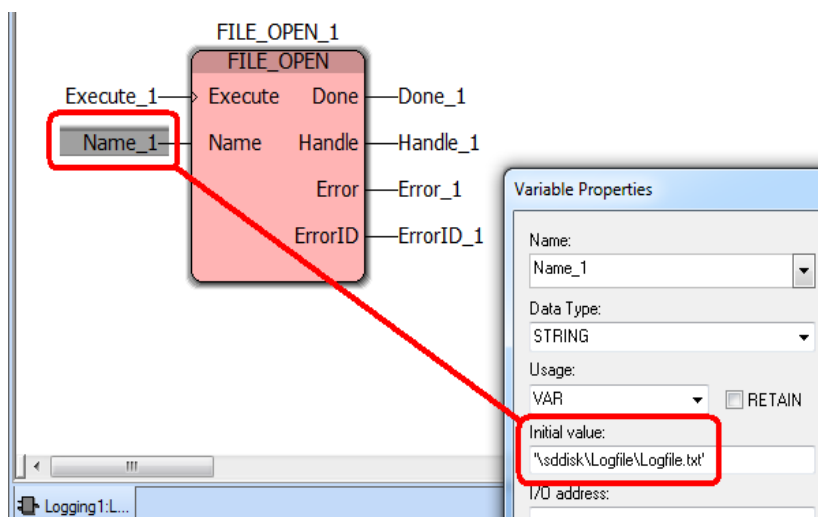 FILE_OPEN_1
FILE_OPEN
Execute_1 Execute Done Done_1
Name_1 Name Handle Handle_1
Error Error_1
ErrorID ErrorID_1
Variable Properties
Name:
Name_1
Data Type:
STRING
Usage:
VAR RETAIN
Initial value:
'\sddisk\Logfile\Logfile.txt'
I/O address:
Logging1:L...